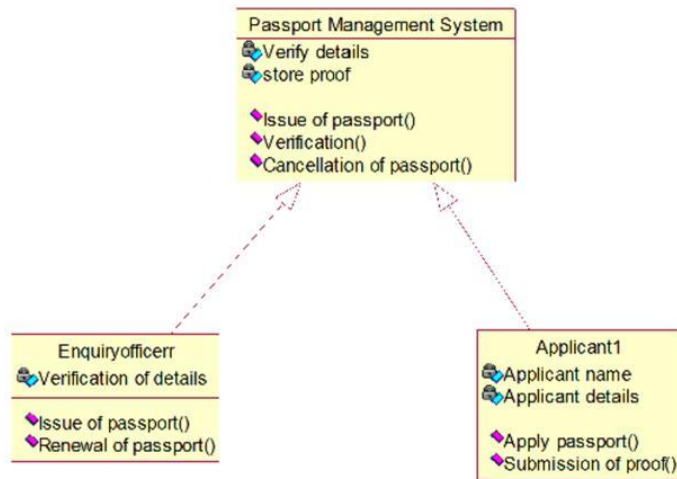 Passport Management System
Verify details
store proof
Issue of passport()
Verification()
Cancellation of passport()
Enquiryofficerr
Verification of details
Issue of passport()
Renewal of passport()
Applicant1
Applicant name
Applicant details
Apply passport()
Submission of proof()